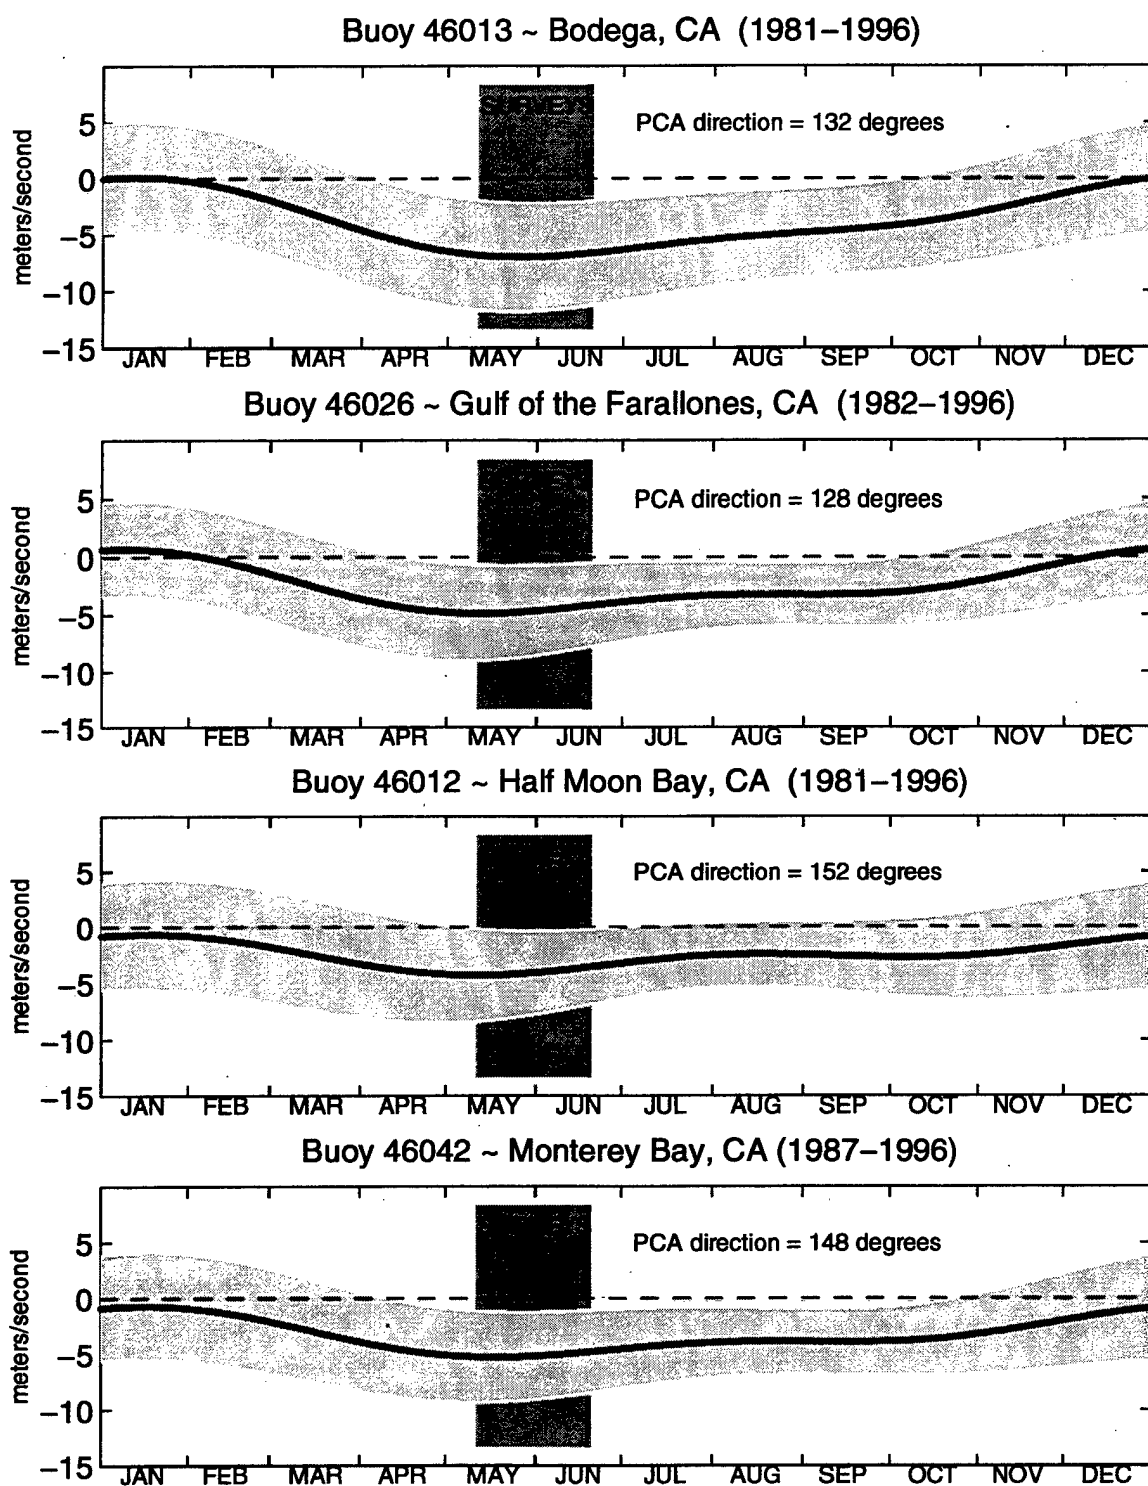 Buoy 46013 ~ Bodega, CA (1981–1996)
meters/second
5
0
–5
–10
–15
PCA direction = 132 degrees
JAN FEB MAR APR MAY JUN JUL AUG SEP OCT NOV DEC
Buoy 46026 ~ Gulf of the Farallones, CA (1982–1996)
meters/second
5
0
–5
–10
–15
PCA direction = 128 degrees
JAN FEB MAR APR MAY JUN JUL AUG SEP OCT NOV DEC
Buoy 46012 ~ Half Moon Bay, CA (1981–1996)
meters/second
5
0
–5
–10
–15
PCA direction = 152 degrees
JAN FEB MAR APR MAY JUN JUL AUG SEP OCT NOV DEC
Buoy 46042 ~ Monterey Bay, CA (1987–1996)
meters/second
5
0
–5
–10
–15
PCA direction = 148 degrees
JAN FEB MAR APR MAY JUN JUL AUG SEP OCT NOV DEC